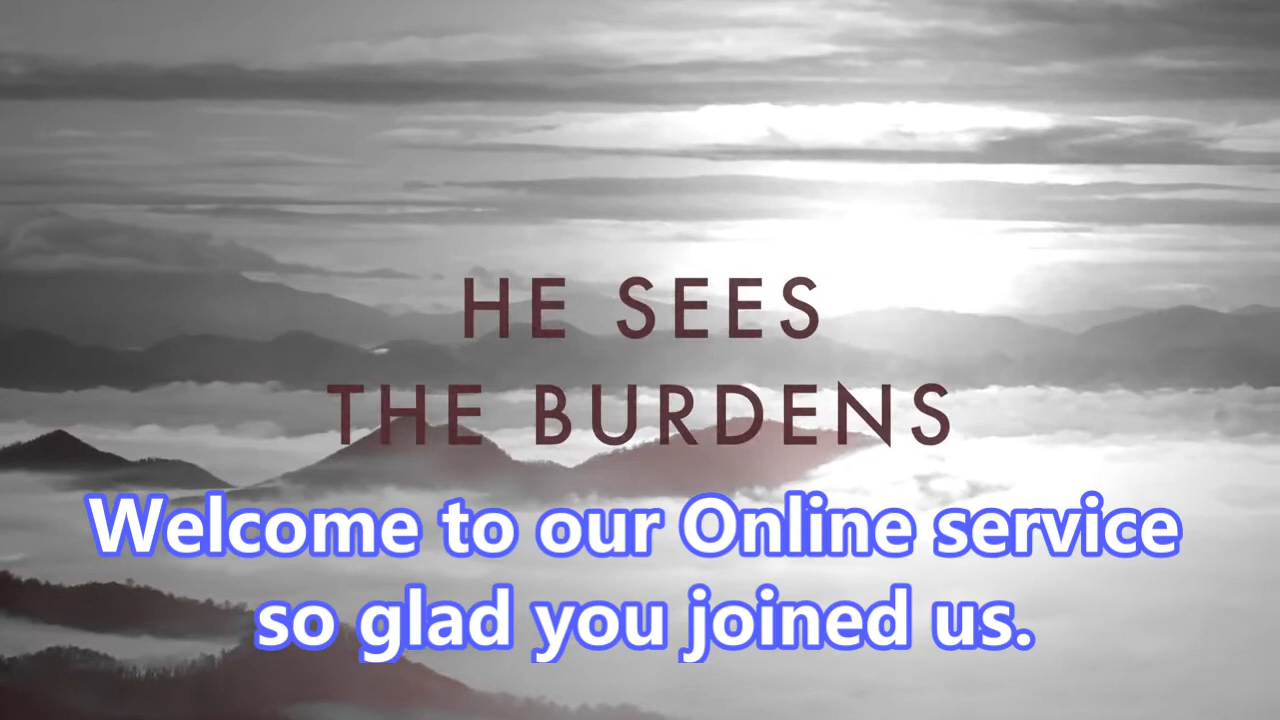 HE SEES
THE BURDENS
Welcome to our Online service
so glad you joined us.